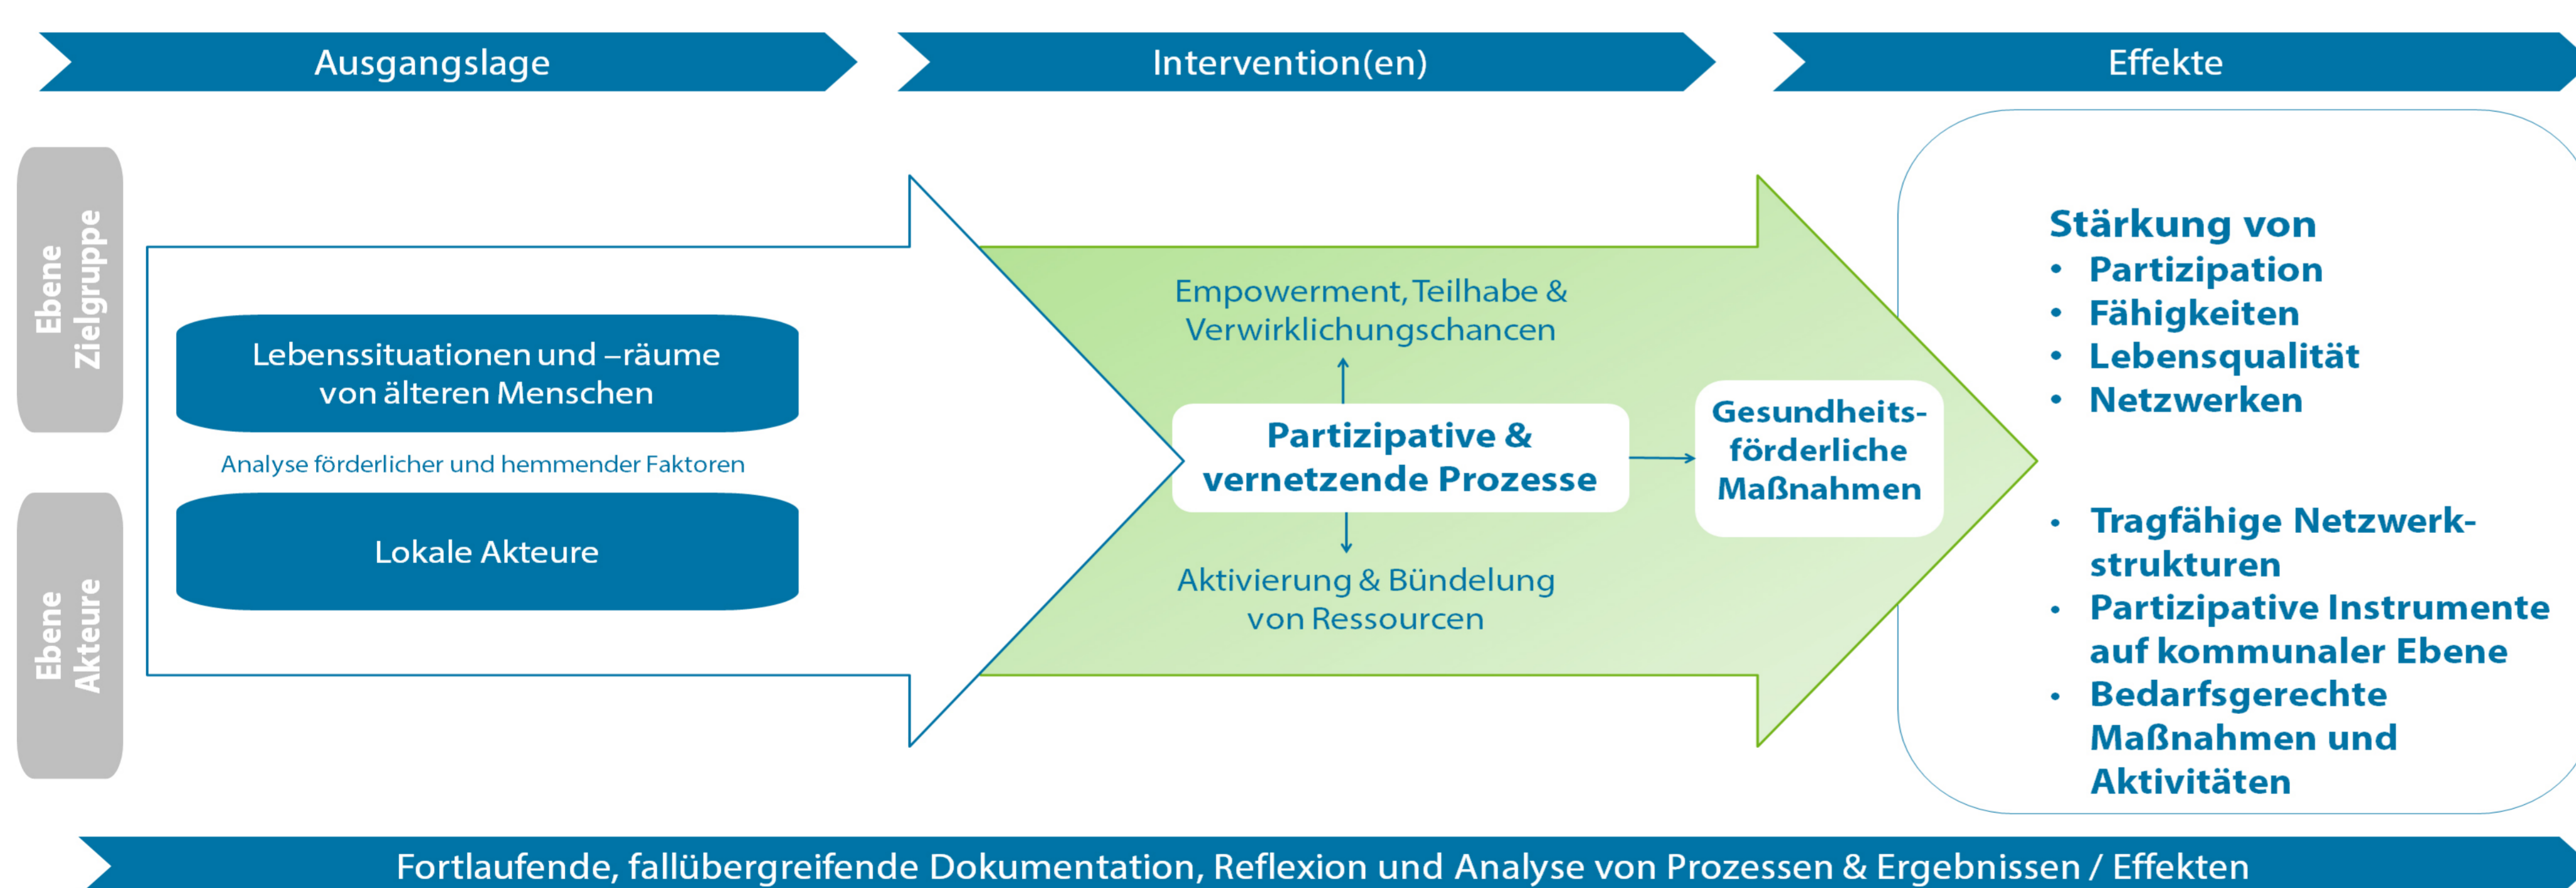 Ausgangslage
Intervention(en)
Effekte
Ebene
Zielgruppe
Ebene
Akteure
Lebenssituationen und –räume
von älteren Menschen
Analyse förderlicher und hemmender Faktoren
Lokale Akteure
Empowerment, Teilhabe &
Verwirklichungschancen
Partizipative &
vernetzende Prozesse
Aktivierung & Bündelung
von Ressourcen
Gesundheits-
förderliche
Maßnahmen
Stärkung von
• Partizipation
• Fähigkeiten
• Lebensqualität
• Netzwerken
• Tragfähige Netzwerk-
strukturen
• Partizipative Instrumente
auf kommunaler Ebene
• Bedarfsgerechte
Maßnahmen und
Aktivitäten
Fortlaufende, fallübergreifende Dokumentation, Reflexion und Analyse von Prozessen & Ergebnissen / Effekten